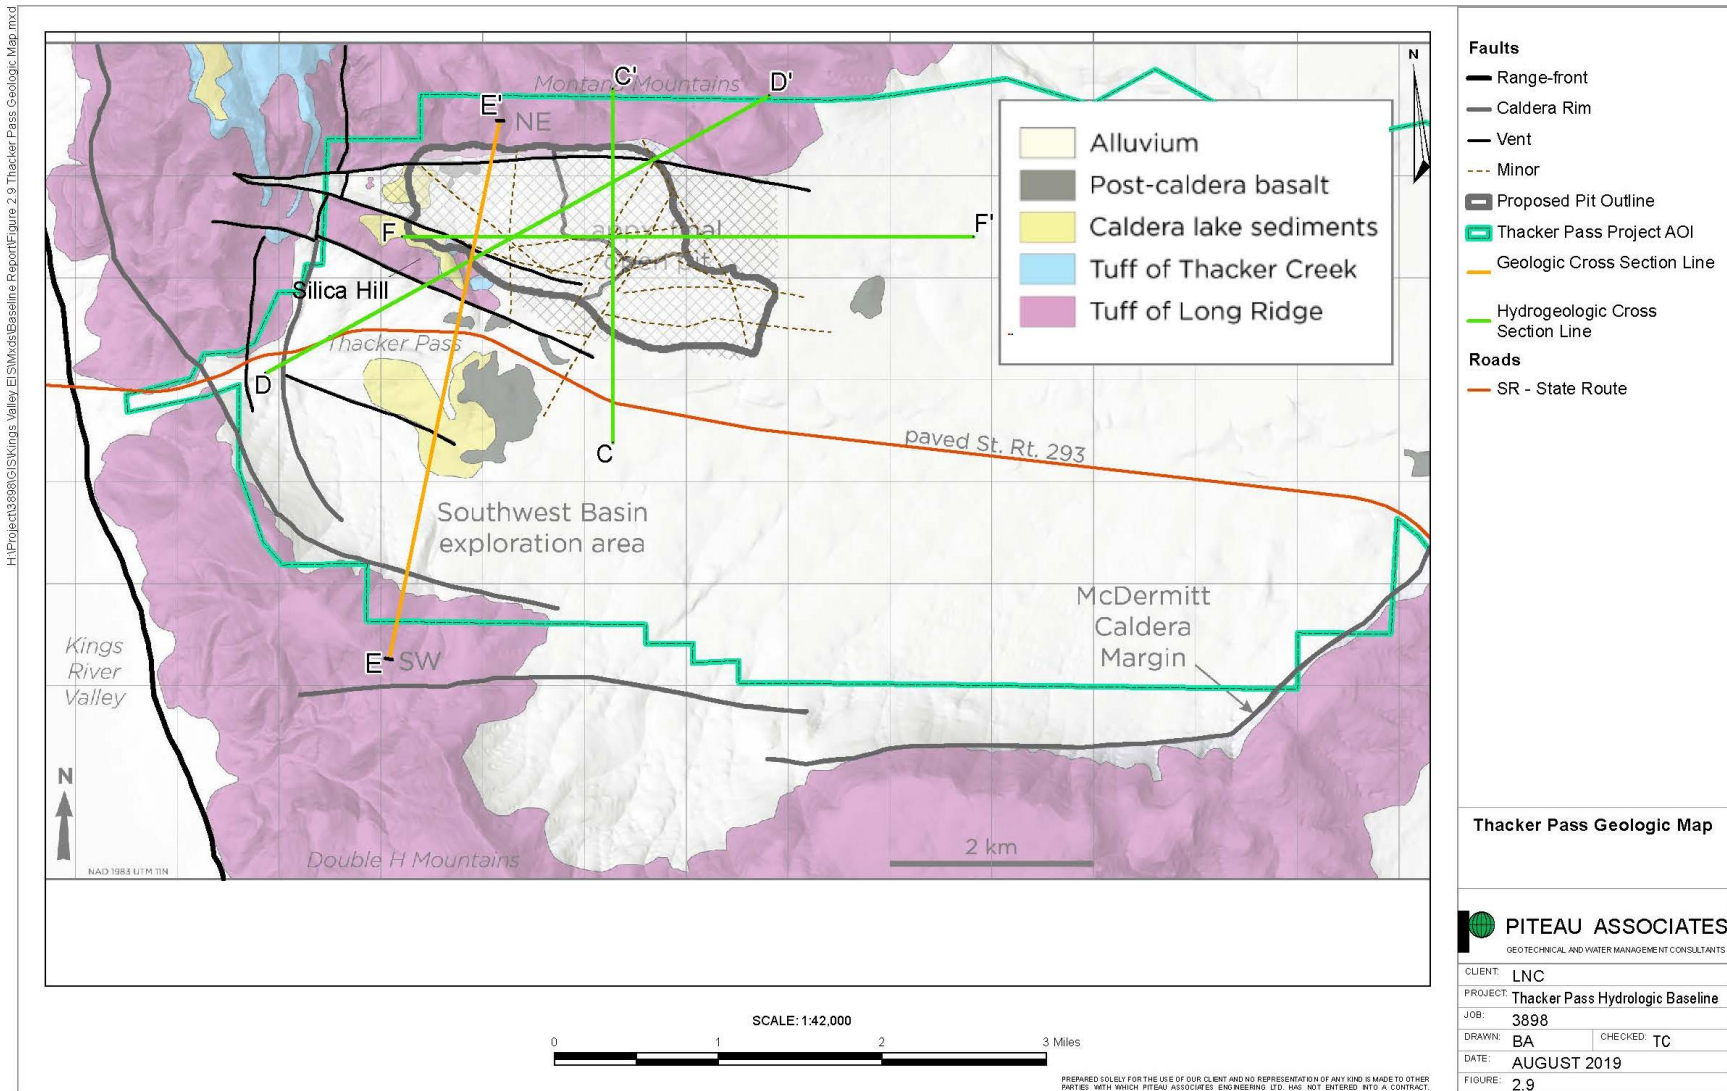 H:\Project\3898\GIS\Kings Valley EIS\Mxds\Baseline Report\Figure 2.9 Thacker Pass Geologic Map.mxd
Montana Mountains
C'
D'
E'
NE
F
F'
Silica Hill
Thacker Pass
D
C
paved St. Rt. 293
Southwest Basin
exploration area
McDermitt
Caldera
Margin
Kings
River
Valley
E
SW
Double H Mountains
2 km
N
NAD 1983 UTM 11N
Alluvium
Post-caldera basalt
Caldera lake sediments
Tuff of Thacker Creek
Tuff of Long Ridge
N
Faults
Range-front
Caldera Rim
Vent
Minor
Proposed Pit Outline
Thacker Pass Project AOI
Geologic Cross Section Line
Hydrogeologic Cross
Section Line
Roads
SR - State Route
Thacker Pass Geologic Map
PITEAU ASSOCIATES
GEOTECHNICAL AND WATER MANAGEMENT CONSULTANTS
CLIENT: LNC
PROJECT: Thacker Pass Hydrologic Baseline
JOB: 3898
DRAWN: BA CHECKED: TC
DATE: AUGUST 2019
FIGURE: 2.9
SCALE: 1:42,000
0 1 2 3 Miles
PREPARED SOLELY FOR THE USE OF OUR CLIENT AND NO REPRESENTATION OF ANY KIND IS MADE TO OTHER
PARTIES WITH WHICH PITEAU ASSOCIATES ENGINEERING LTD. HAS NOT ENTERED INTO A CONTRACT.